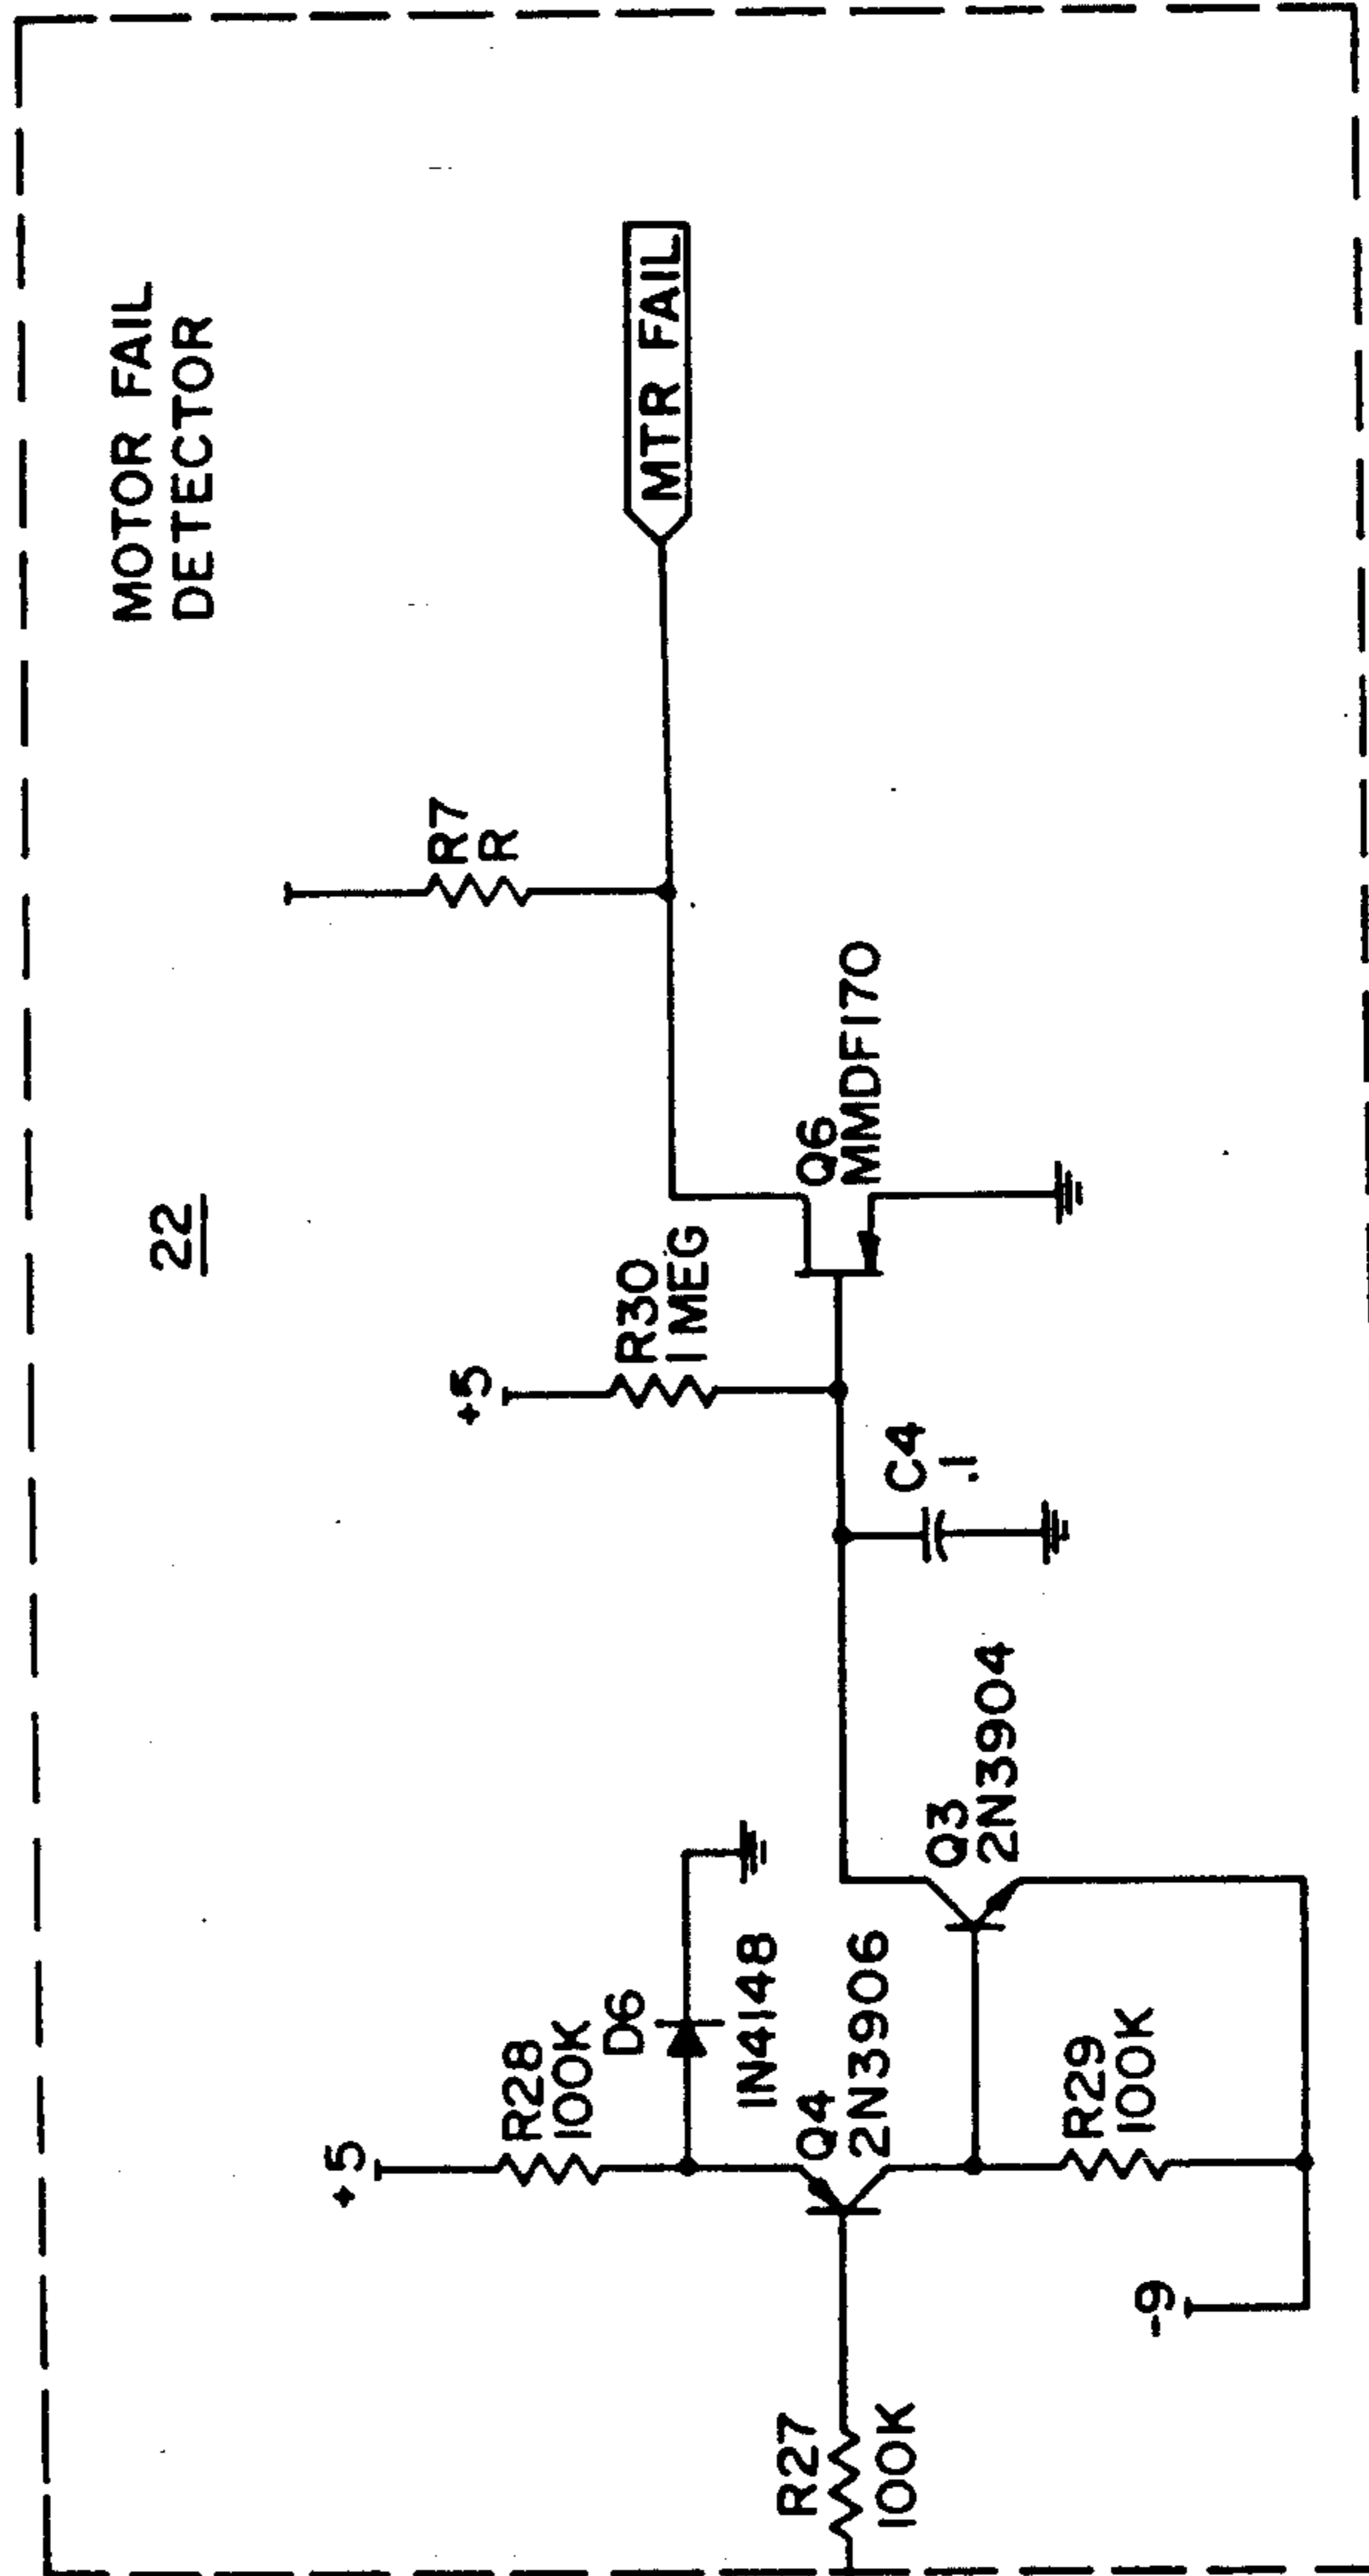 22
MOTOR FAIL
DETECTOR
+5
R28
100K
D6
1N4148
+5
R30
1 MEG
R7
R
MTR FAIL
R27
100K
Q4
2N3906
Q3
2N3904
C4
.1
Q6
MMDF170
-9
R29
100K